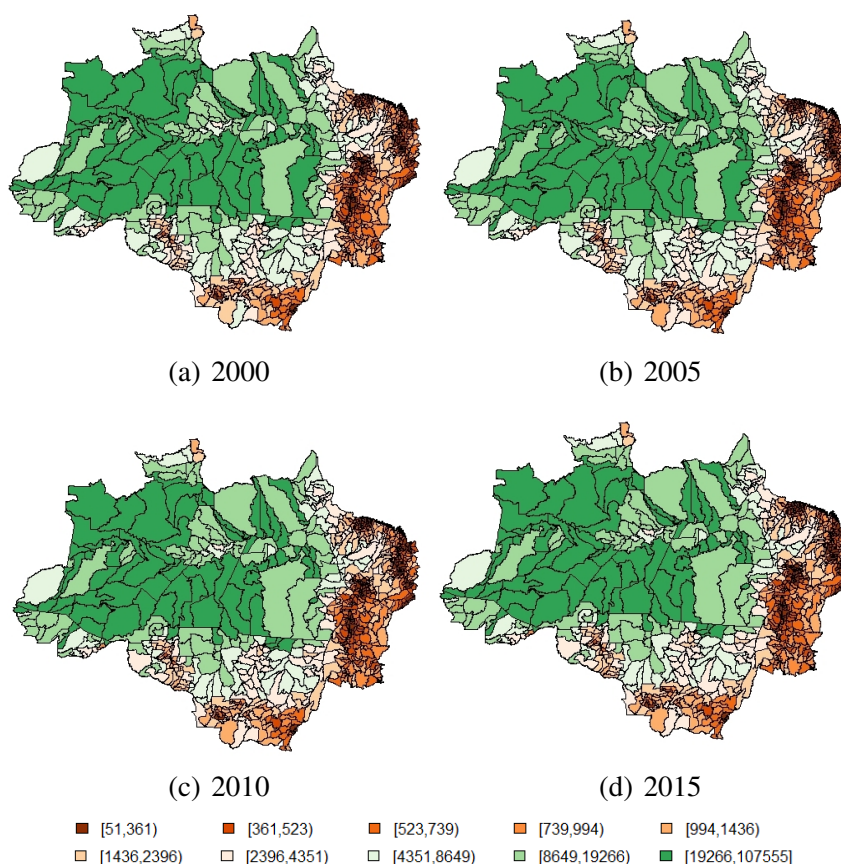 (a) 2000
(b) 2005
(c) 2010
(d) 2015
[51,361)
[361,523)
[523,739)
[739,994)
[994,1436)
[1436,2396)
[2396,4351)
[4351,8649)
[8649,19266)
[19266,107555]